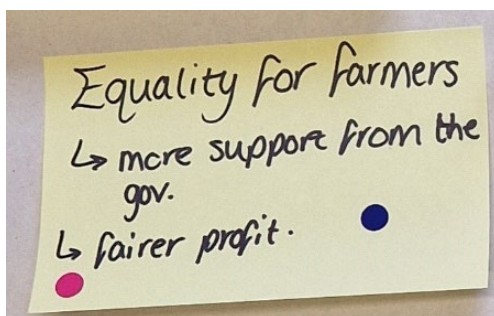 Equality for farmers
↳ more support from the
gov.
↳ fairer profit.